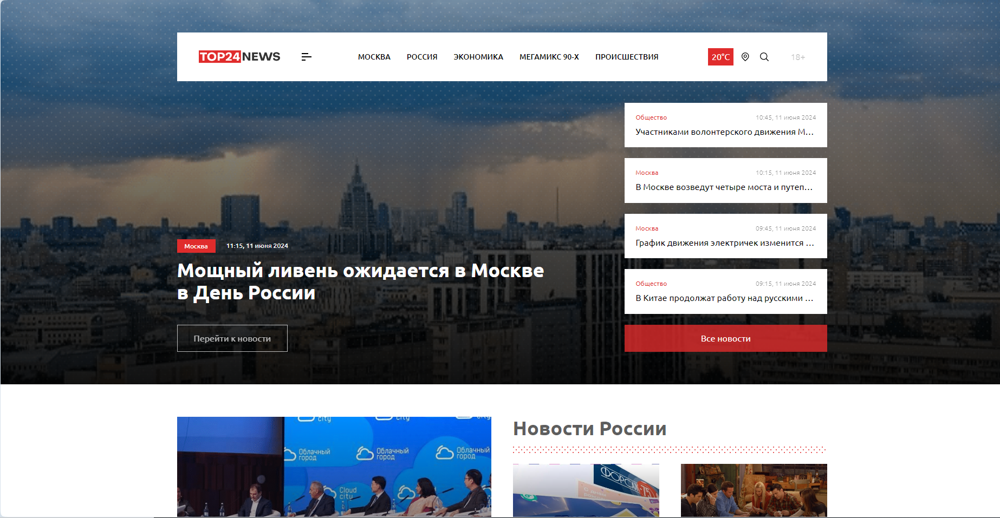 TOP24NEWS
МОСКВА
РОССИЯ
ЭКОНОМИКА
МЕГАМИКС 90-Х
ПРОИСШЕСТВИЯ
20°C
18+
Москва
11:15, 11 июня 2024
Мощный ливень ожидается в Москве
в День России
Перейти к новости
Общество
10:45, 11 июня 2024
Участниками волонтерского движения М...
Москва
10:15, 11 июня 2024
В Москве возведут четыре моста и путеп...
Москва
09:45, 11 июня 2024
График движения электричек изменится ...
Общество
09:15, 11 июня 2024
В Китае продолжат работу над русскими ...
Все новости
city
city
city
Облачный
город
Облачный
город
Облачный
город
Cloud
city
Новости России
ФОРСАЖ-75